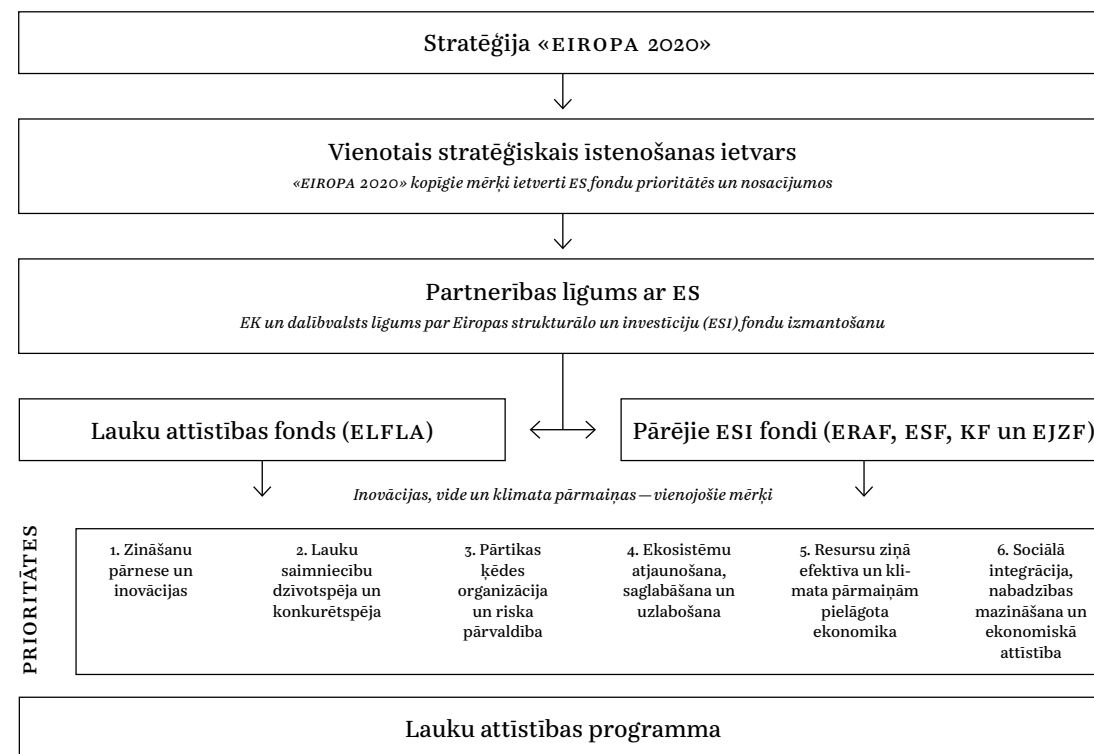 Stratēģija «EIROPA 2020»
Vienotais stratēģiskais īstenošanas ietvars
«EIROPA 2020» kopīgie mērķi ietverti ES fondu prioritātēs un nosacījumos
Partnerības līgums ar ES
EK un dalībvalsts līgums par Eiropas strukturālo un investīciju (ESI) fondu izmantošanu
Lauku attīstības fonds (ELFLA)
Pārējie ESI fondi (ERAF, ESF, KF un EJZF)
Inovācijas, vide un klimata pārmaiņas — vienojošie mērķi
PRIORITĀTES
1. Zināšanu
pārnese un
inovācijas
2. Lauku
saimniecību
dzīvotspēja un
konkurētspēja
3. Pārtikas
ķēdes
organizācija
un riska
pārvaldība
4. Ekosistēmu
atjaunošana,
saglabāšana un
uzlabošana
5. Resursu ziņā
efektīva un kli-
mata pārmaiņām
pielāgota
ekonomika
6. Sociālā
integrācija,
nabadzības
mazināšana un
ekonomiskā
attīstība
Lauku attīstības programma